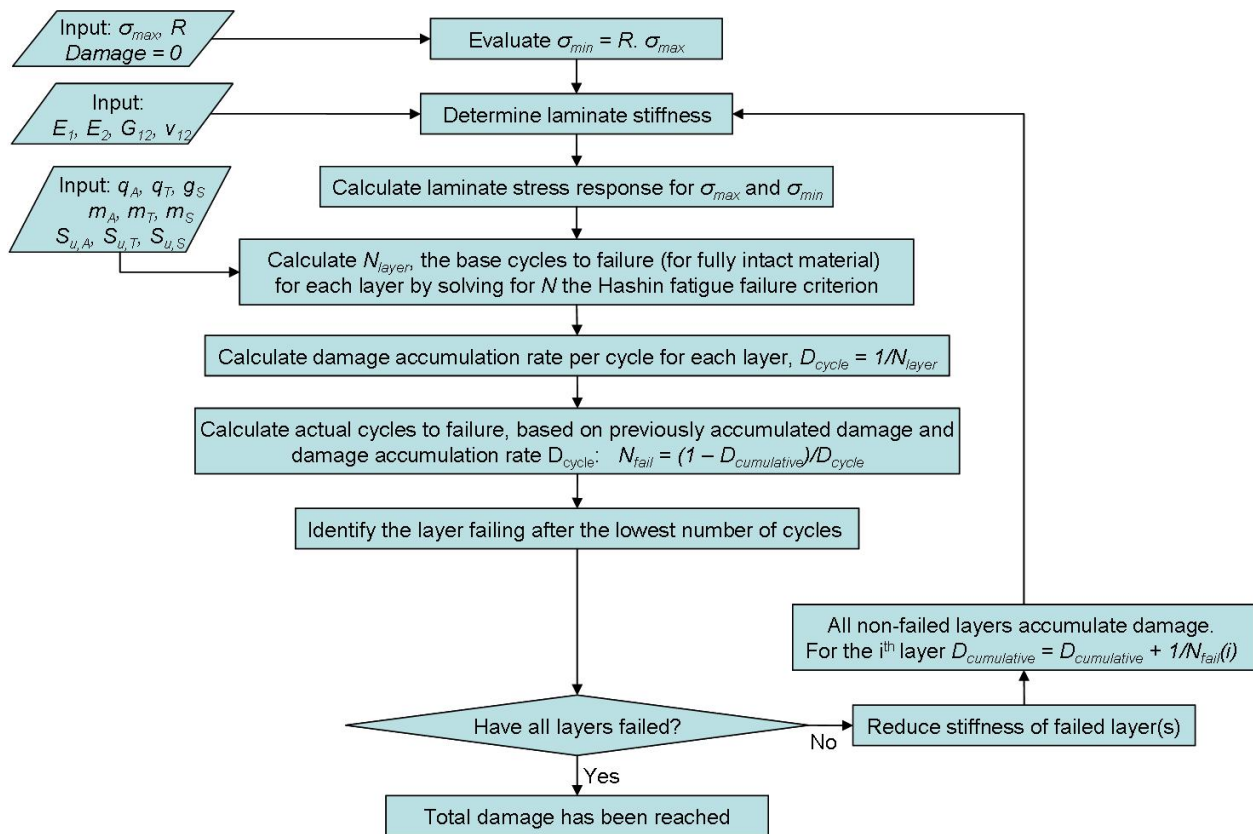 Input: σmax, R
Damage = 0
Evaluate σmin = R. σmax
Input:
E1, E2, G12, ν12
Determine laminate stiffness
Input: qA, qT, gS
mA, mT, mS
Su,A, Su,T, Su,S
Calculate laminate stress response for σmax and σmin
Calculate Nlayer, the base cycles to failure (for fully intact material)
for each layer by solving for N the Hashin fatigue failure criterion
Calculate damage accumulation rate per cycle for each layer, Dcycle = 1/Nlayer
Calculate actual cycles to failure, based on previously accumulated damage and
damage accumulation rate Dcycle: Nfail = (1 – Dcumulative)/Dcycle
Identify the layer failing after the lowest number of cycles
All non-failed layers accumulate damage.
For the ith layer Dcumulative = Dcumulative + 1/Nfail(i)
Have all layers failed?
No
Reduce stiffness of failed layer(s)
Yes
Total damage has been reached